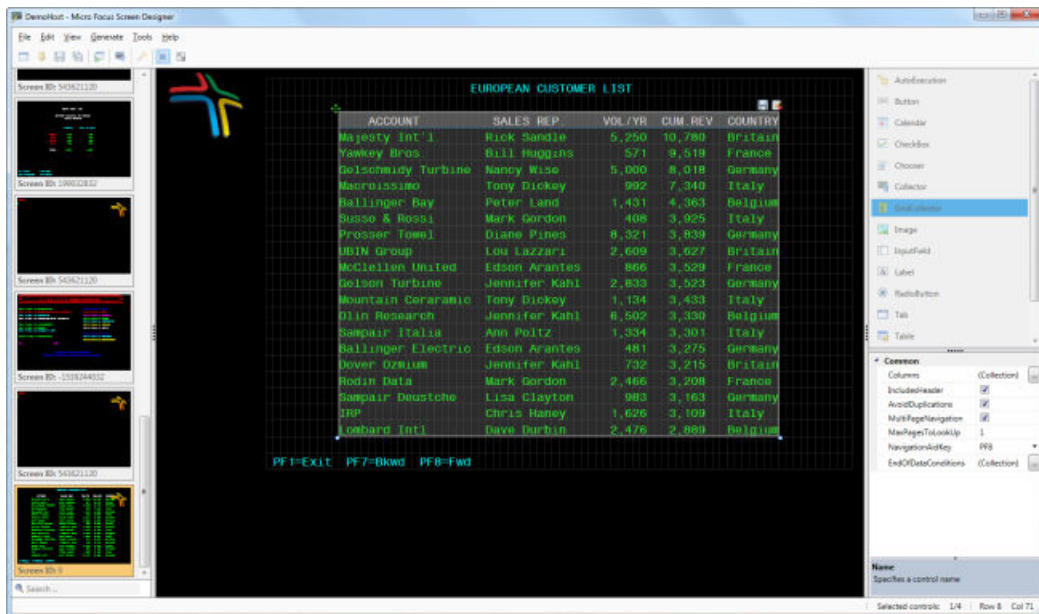 DemoHost - Micro Focus Screen Designer
File Edit View Generate Tools Help
Screen ID: 543621120
Screen ID: 543621120
Screen ID: -1538244032
Screen ID: 543621120
Screen ID: 0
Search...
EUROPEAN CUSTOMER LIST
ACCOUNT SALES REP. VOL/YR CUM.REV COUNTRY
Majesty Int'l Rick Sandle 5,250 10,780 Britain
Yawkey Bros Bill Huggins 571 9,519 France
Gelschmidy Turbine Nancy Wise 5,000 8,018 Germany
Macroissimo Tony Dickey 992 7,340 Italy
Ballinger Bay Peter Land 1,431 4,363 Belgium
Susso & Rossi Mark Gordon 408 3,925 Italy
Prosser Towel Diane Pines 8,321 3,839 Germany
UBIN Group Lou Lazzari 2,609 3,627 Britain
McClellen United Edson Arantes 866 3,529 France
Gelson Turbine Jennifer Kahl 2,833 3,523 Germany
Mountain Ceraramic Tony Dickey 1,134 3,433 Italy
Olin Research Jennifer Kahl 6,502 3,330 Belgium
Sampair Italia Ann Poltz 1,334 3,301 Italy
Ballinger Electric Edson Arantes 481 3,275 Germany
Dover Ozmium Jennifer Kahl 732 3,215 Britain
Rodin Data Mark Gordon 2,466 3,208 France
Sampair Deustche Lisa Clayton 983 3,163 Germany
IRP Chris Haney 1,626 3,109 Italy
Lombard Intl Dave Durbin 2,476 2,889 Belgium
PF1=Exit PF7=Bkwd PF8=Fwd
AutoExecution
Button
Calendar
CheckBox
Chooser
Collector
GridCollector
Image
InputField
Label
RadioButton
Tab
Table
Common
Columns (Collection)
IncludedHeader
AvoidDuplications
MultiPageNavigation
MaxPagesToLookUp 1
NavigationAidKey PF8
EndOfDataConditions (Collection)
Name
Specifies a control name
Selected controls: 1/4 Row 8 Col 71